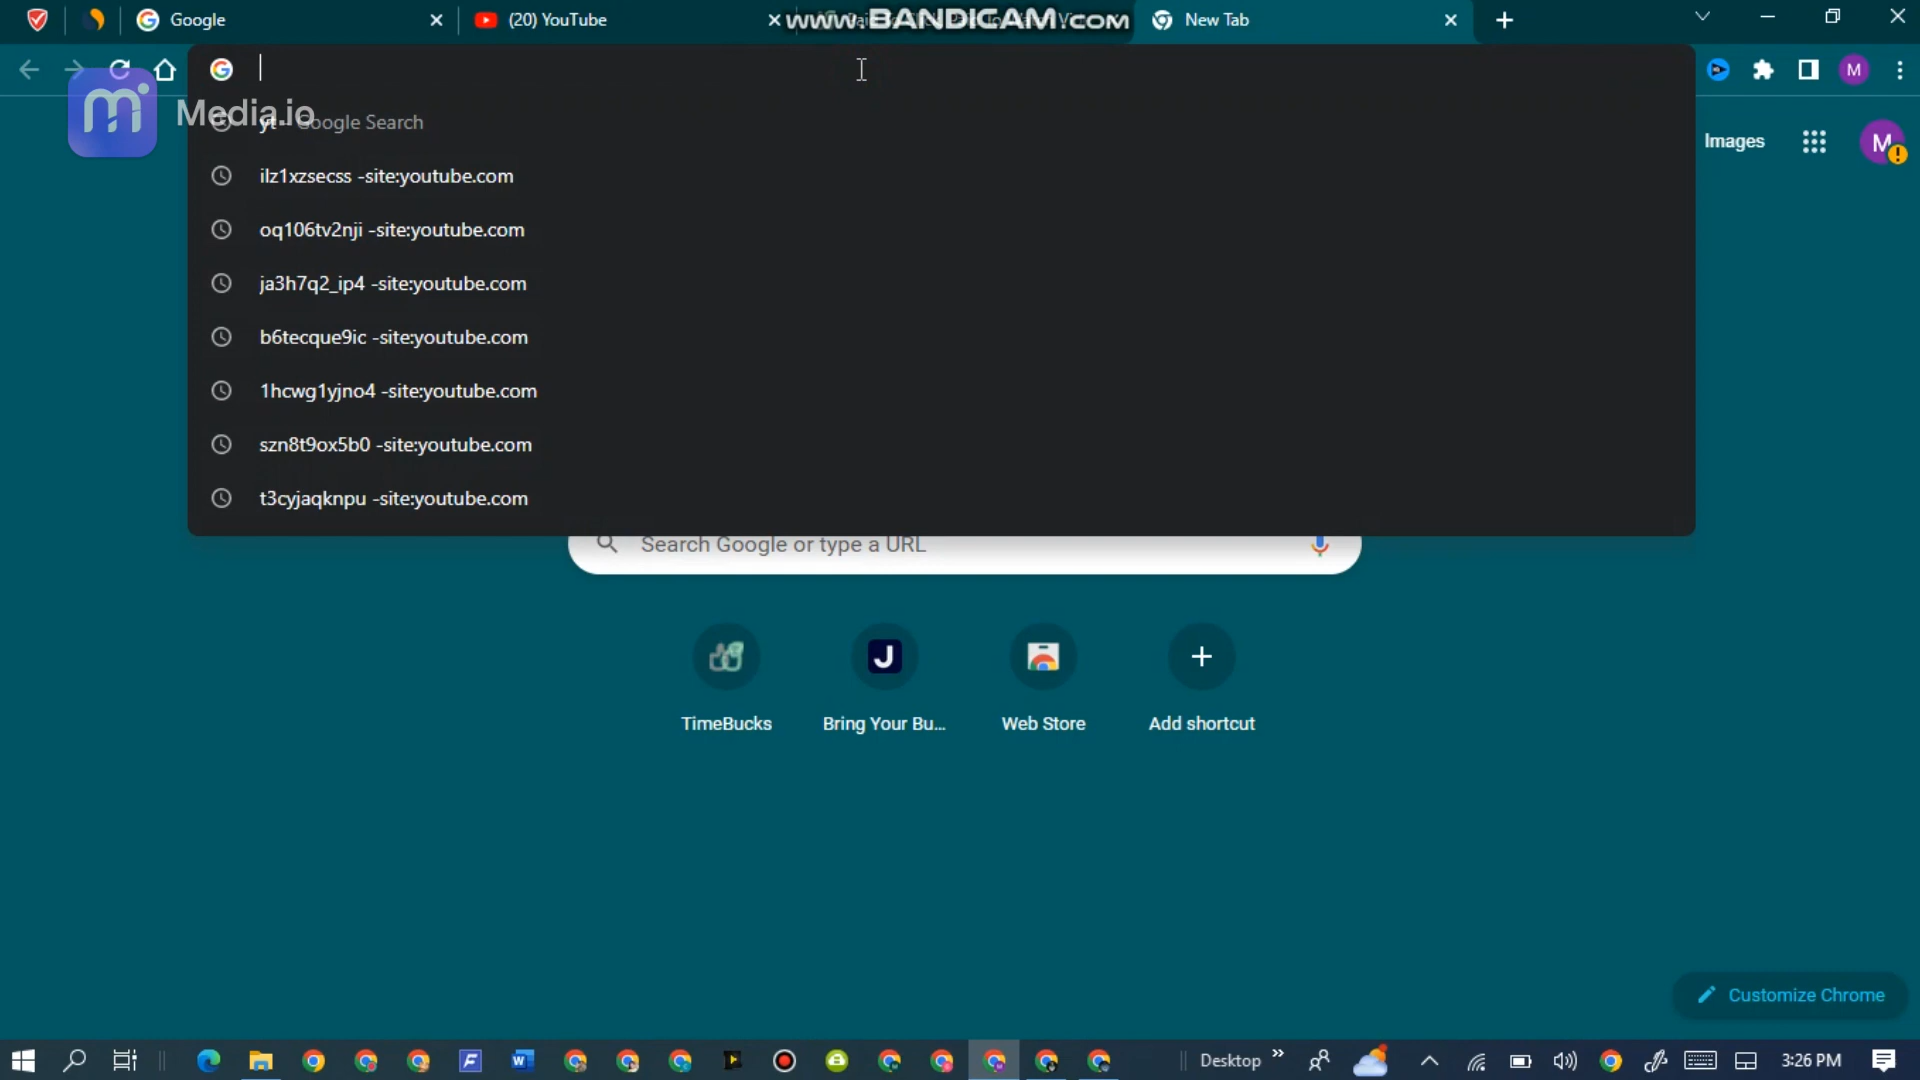 Google
(20) YouTube
www.BANDICAM.com
New Tab
M
Media.io
yt - Google Search
Images
M
ilz1xzsecss -site:youtube.com
oq106tv2nji -site:youtube.com
ja3h7q2_ip4 -site:youtube.com
b6tecque9ic -site:youtube.com
1hcwg1yjno4 -site:youtube.com
szn8t9ox5b0 -site:youtube.com
t3cyjaqknpu -site:youtube.com
Search Google or type a URL
TimeBucks
Bring Your Bu...
Web Store
Add shortcut
Customize Chrome
Desktop
3:26 PM